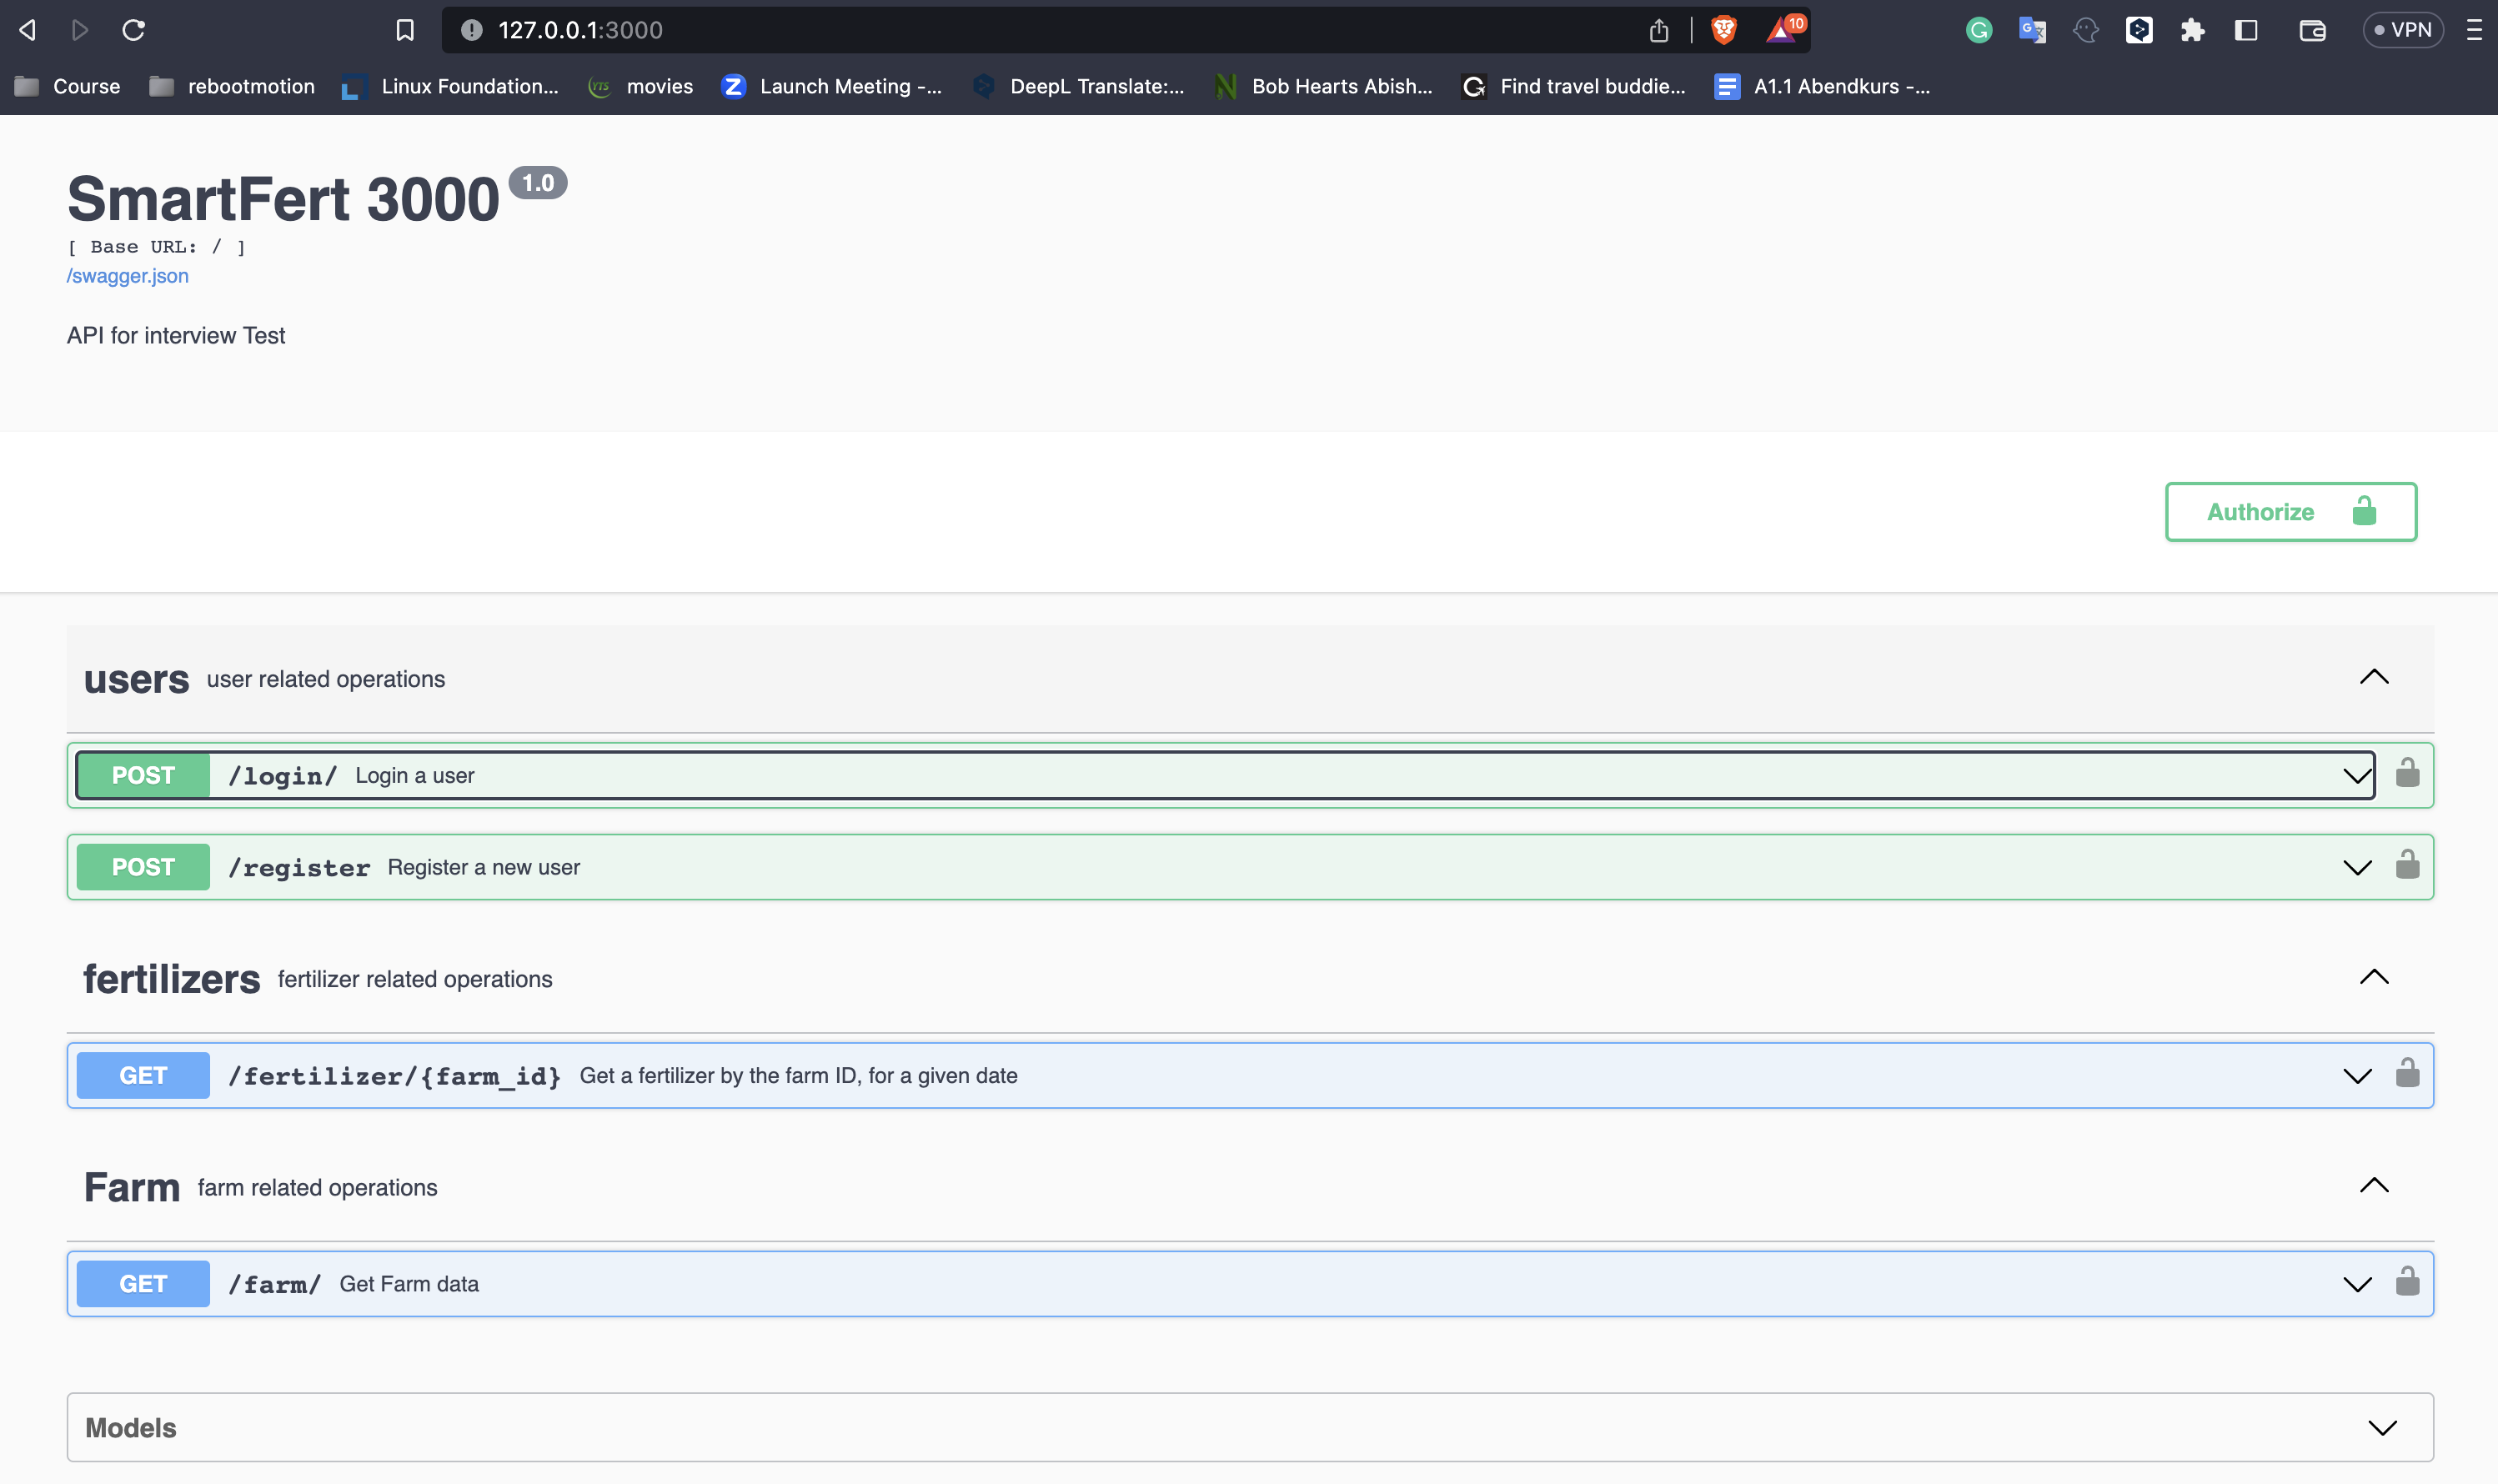 127.0.0.1:3000
10
VPN
Course
rebootmotion
Linux Foundation...
YTS
movies
Launch Meeting -...
DeepL Translate:...
Bob Hearts Abish...
Find travel buddie...
A1.1 Abendkurs -...
SmartFert 3000 1.0
[ Base URL: / ]
/swagger.json
API for interview Test
Authorize
users user related operations
POST /login/ Login a user
POST /register Register a new user
fertilizers fertilizer related operations
GET /fertilizer/{farm_id} Get a fertilizer by the farm ID, for a given date
Farm farm related operations
GET /farm/ Get Farm data
Models